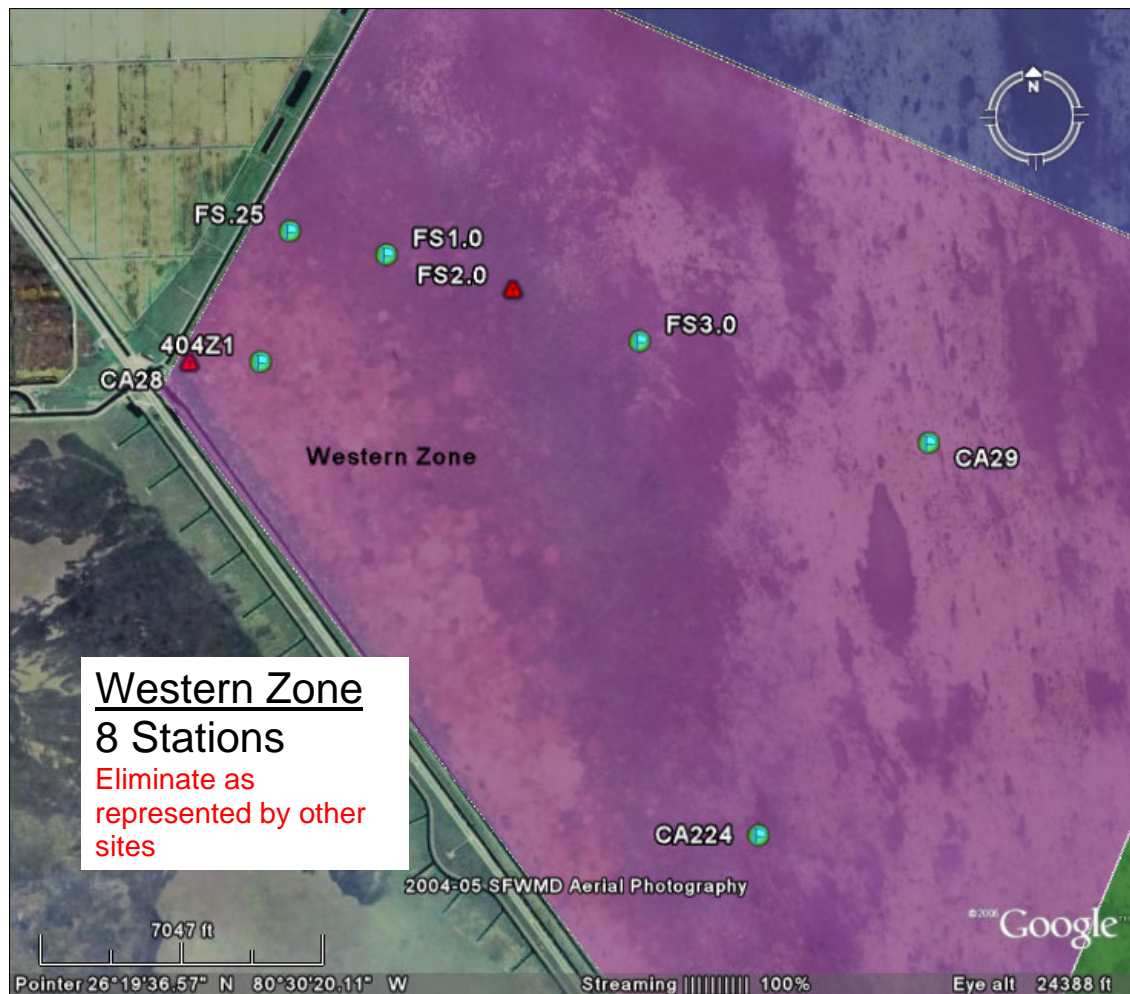 N
FS.25
FS1.0
FS2.0
FS3.0
404Z1
CA28
Western Zone
CA29
Western Zone
8 Stations
Eliminate as
represented by other
sites
CA224
2004-05 SFWMD Aerial Photography
©2006 Google™
7047 ft
Pointer 26°19'36.57" N 80°30'20.11" W Streaming |||||||||| 100% Eye alt 24388 ft